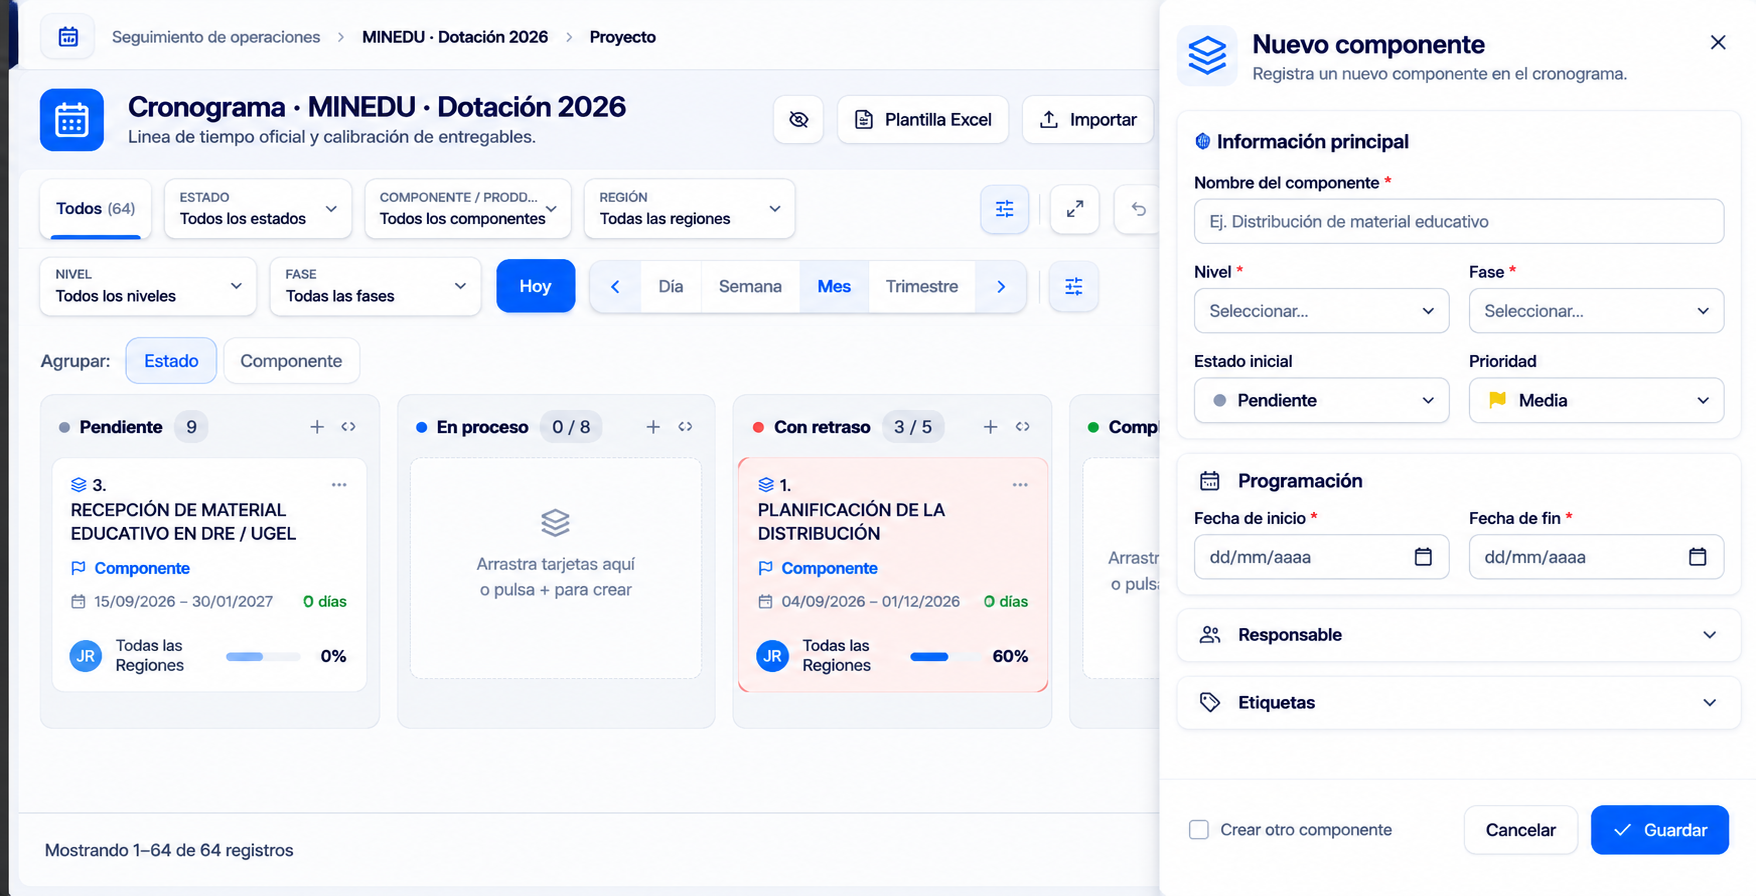 Seguimiento de operaciones > MINEDU · Dotación 2026 > Proyecto
Cronograma · MINEDU · Dotación 2026
Linea de tiempo oficial y calibración de entregables.
Plantilla Excel
Importar
Todos (64)
ESTADO
Todos los estados
COMPONENTE / PRODD...
Todos los componentes
REGIÓN
Todas las regiones
NIVEL
Todos los niveles
FASE
Todas las fases
Hoy
Día
Semana
Mes
Trimestre
Agrupar:
Estado
Componente
Pendiente 9
3.
RECEPCIÓN DE MATERIAL
EDUCATIVO EN DRE / UGEL
Componente
15/09/2026 – 30/01/2027 0 días
JR
Todas las
Regiones
0%
En proceso 0 / 8
Arrastra tarjetas aquí
o pulsa + para crear
Con retraso 3 / 5
1.
PLANIFICACIÓN DE LA
DISTRIBUCIÓN
Componente
04/09/2026 – 01/12/2026 0 días
JR
Todas las
Regiones
60%
Compl
Arrastr
o pulsa
Mostrando 1–64 de 64 registros
Nuevo componente
Registra un nuevo componente en el cronograma.
Información principal
Nombre del componente *
Ej. Distribución de material educativo
Nivel *
Seleccionar...
Fase *
Seleccionar...
Estado inicial
Pendiente
Prioridad
Media
Programación
Fecha de inicio *
dd/mm/aaaa
Fecha de fin *
dd/mm/aaaa
Responsable
Etiquetas
Crear otro componente
Cancelar
Guardar